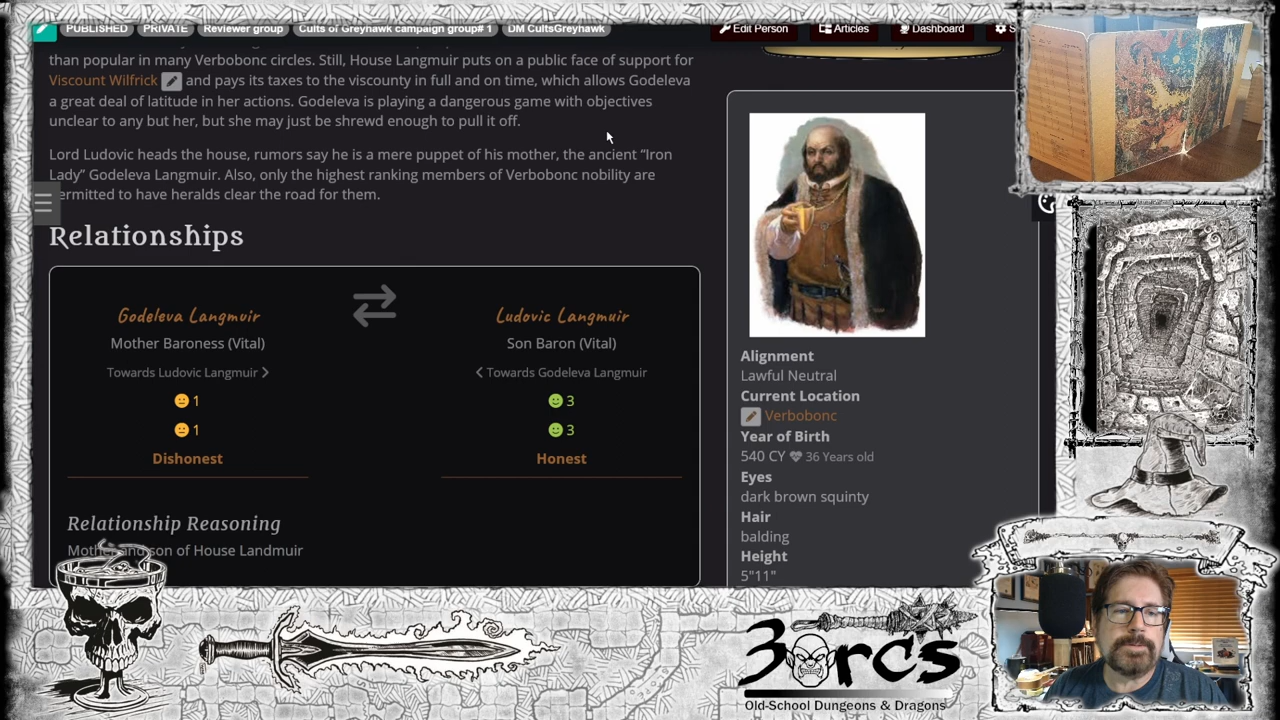 PUBLISHED
PRIVATE
Reviewer group
Cults of Greyhawk campaign group# 1
DM CultsGreyhawk
Edit Person
Articles
Dashboard
than popular in many Verbobonc circles. Still, House Langmuir puts on a public face of support for
Viscount Wilfrick and pays its taxes to the viscounty in full and on time, which allows Godeleva
a great deal of latitude in her actions. Godeleva is playing a dangerous game with objectives
unclear to any but her, but she may just be shrewd enough to pull it off.
Lord Ludovic heads the house, rumors say he is a mere puppet of his mother, the ancient “Iron
Lady” Godeleva Langmuir. Also, only the highest ranking members of Verbobonc nobility are
permitted to have heralds clear the road for them.
Relationships
Godeleva Langmuir
Mother Baroness (Vital)
Towards Ludovic Langmuir
1
1
Dishonest
Ludovic Langmuir
Son Baron (Vital)
Towards Godeleva Langmuir
3
3
Honest
Relationship Reasoning
Mother and son of House Landmuir
Alignment
Lawful Neutral
Current Location
Verbobonc
Year of Birth
540 CY 36 Years old
Eyes
dark brown squinty
Hair
balding
Height
5"11"
3 orcs
Old-School Dungeons & Dragons